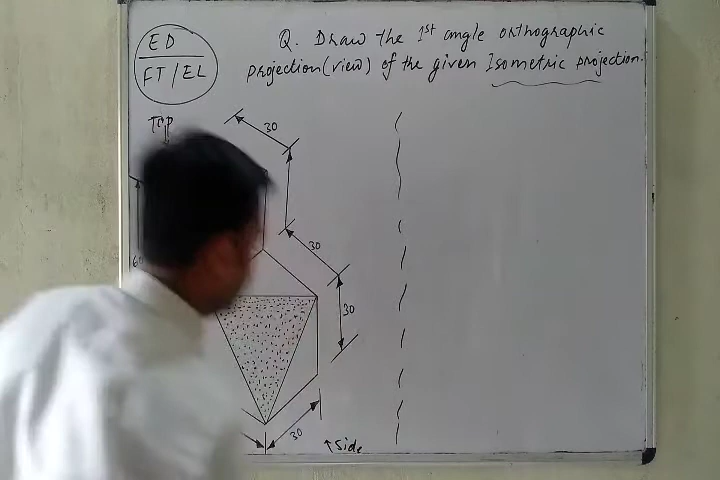 ED
FT/EL
Q. Draw the 1st angle orthographic
projection(view) of the given Isometric projection.
TOP
30
30
30
30
↑ Side